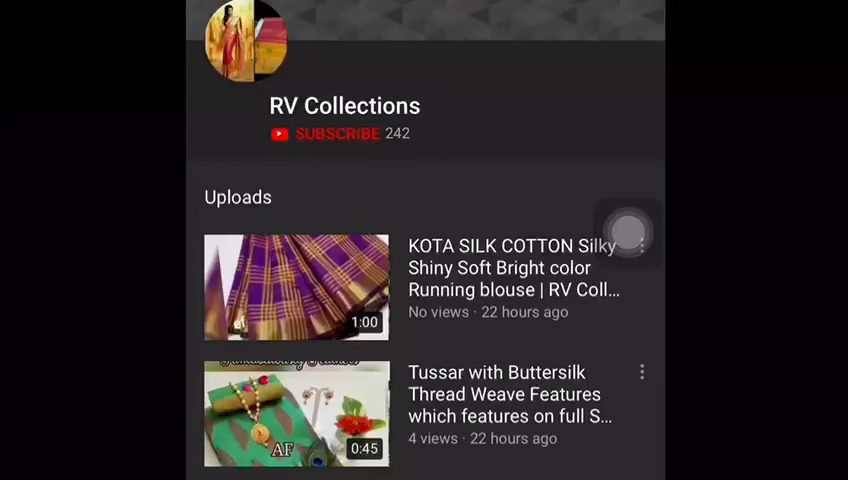 RV Collections
SUBSCRIBE 242
Uploads
KOTA SILK COTTON Silky
Shiny Soft Bright color
Running blouse | RV Coll...
No views · 22 hours ago
1:00
Tussar with Buttersilk
Thread Weave Features
which features on full S...
4 views · 22 hours ago
AF
0:45